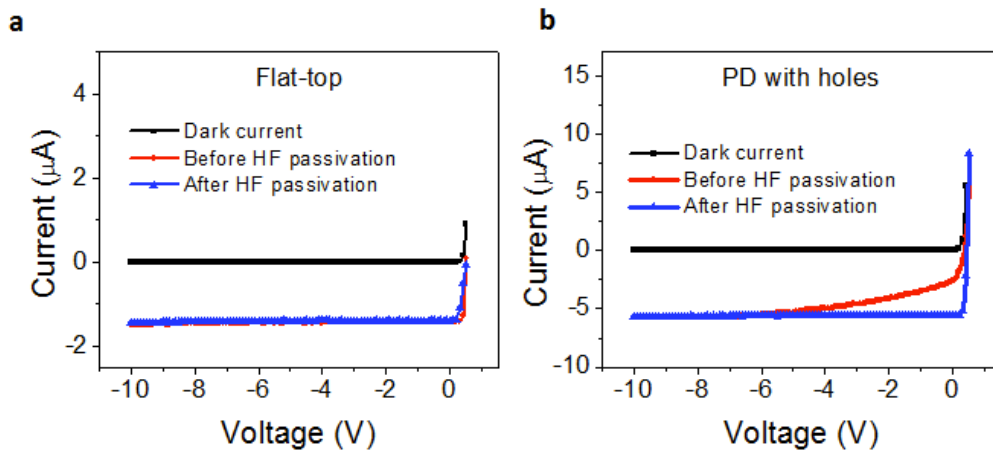 a
Flat-top
Dark current
Before HF passivation
After HF passivation
Current (μA)
4
2
0
-2
-10 -8 -6 -4 -2 0
Voltage (V)
b
PD with holes
Dark current
Before HF passivation
After HF passivation
Current (μA)
15
10
5
0
-5
-10
-10 -8 -6 -4 -2 0
Voltage (V)